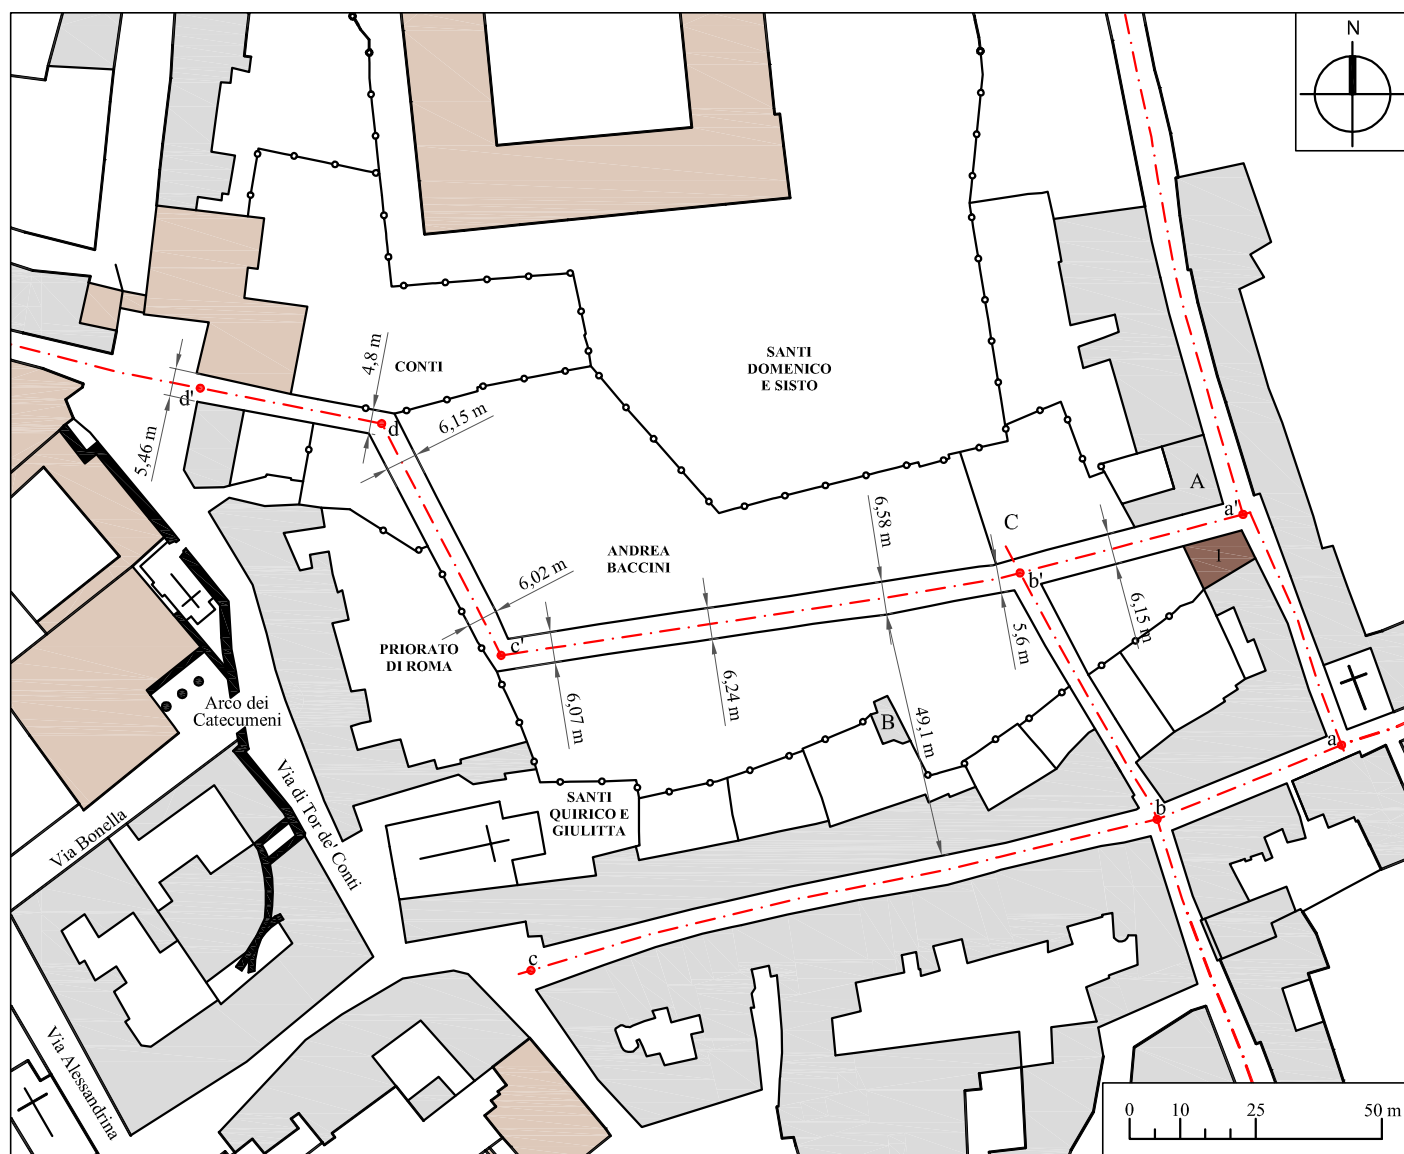 N
SANTI
DOMENICO
E SISTO
CONTI
4,8 m
6,15 m
d'
d
5,46 m
A
a'
C
6,58 m
1
ANDREA
BACCINI
6,02 m
b'
6,15 m
5,6 m
PRIORATO
DI ROMA
c'
6,07 m
6,24 m
B
49,1 m
Arco dei
Catecumeni
a
Via di Tor de' Conti
SANTI
QUIRICO E
GIULITTA
b
Via Bonella
c
Via Alessandrina
0 10 25 50 m